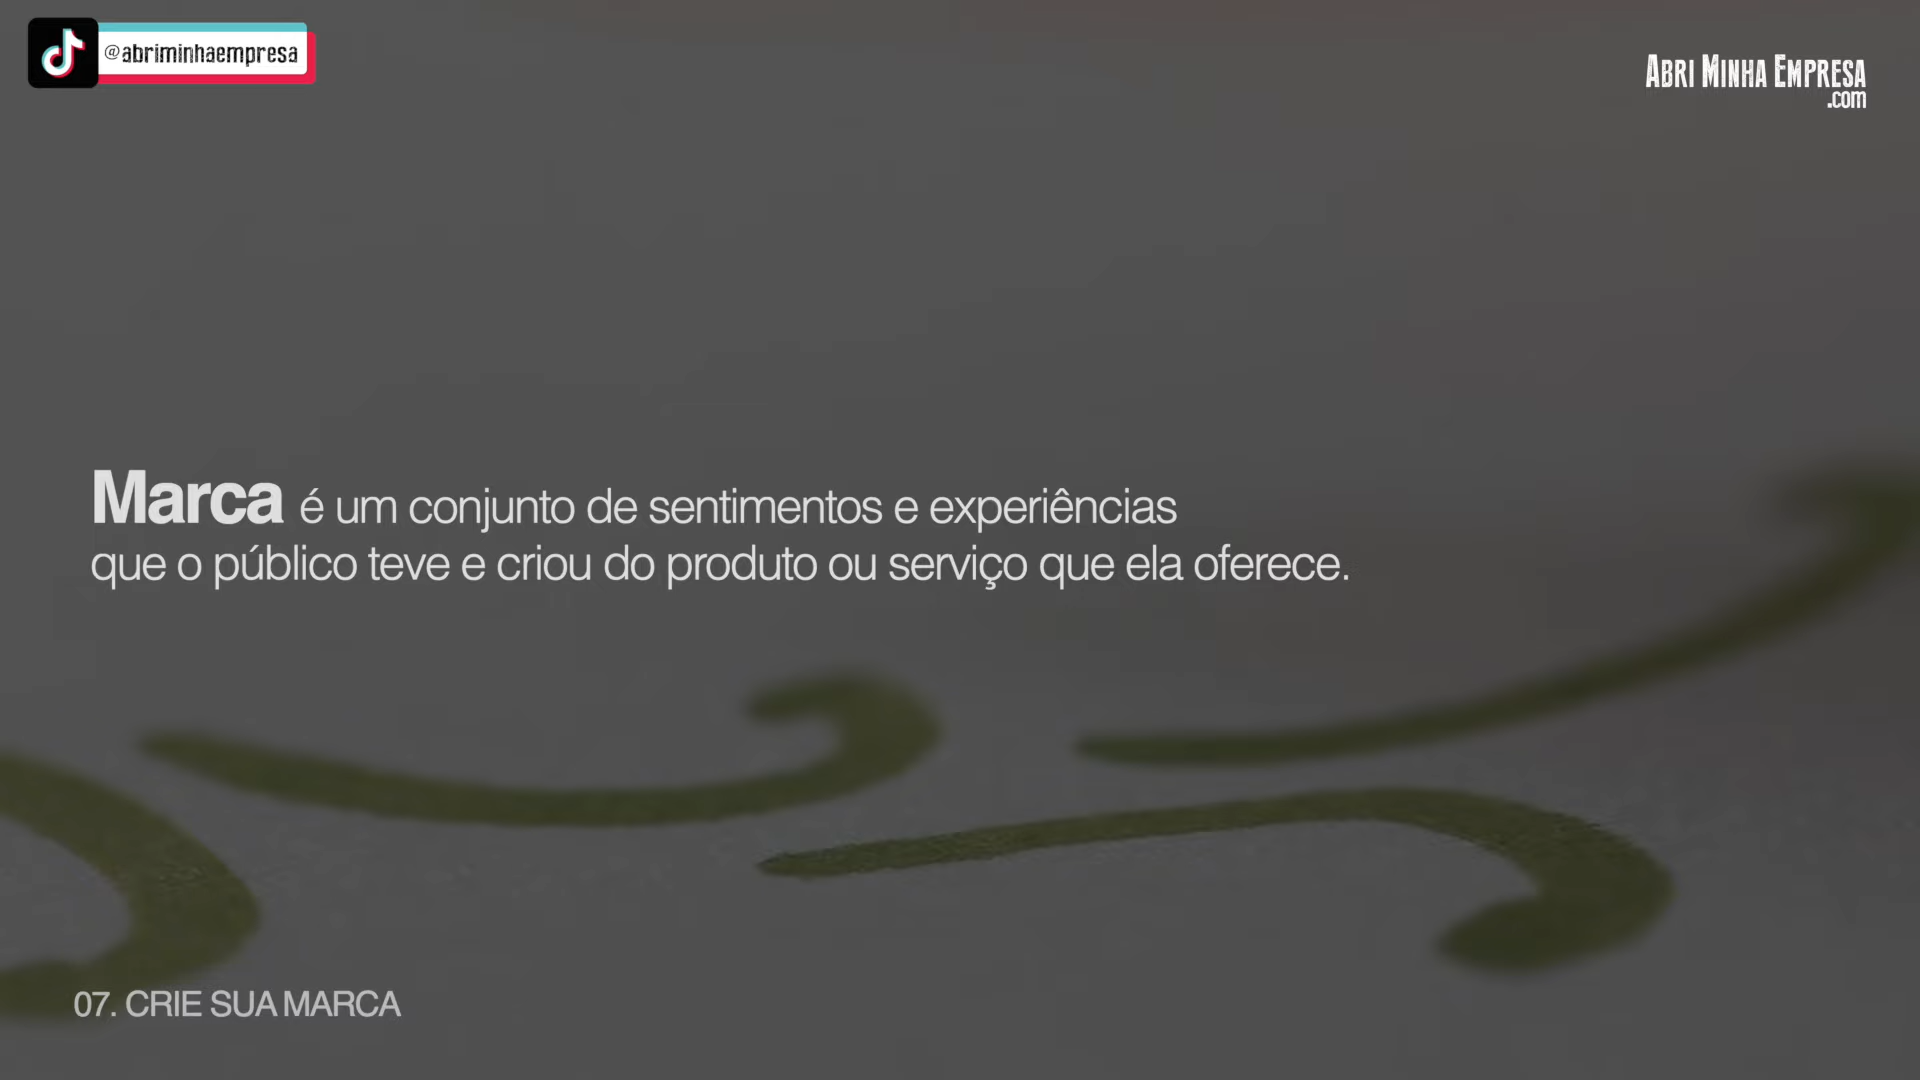 @abriminhaempresa
ABRI MINHA EMPRESA
.com
Marca é um conjunto de sentimentos e experiências
que o público teve e criou do produto ou serviço que ela oferece.
07. CRIE SUA MARCA